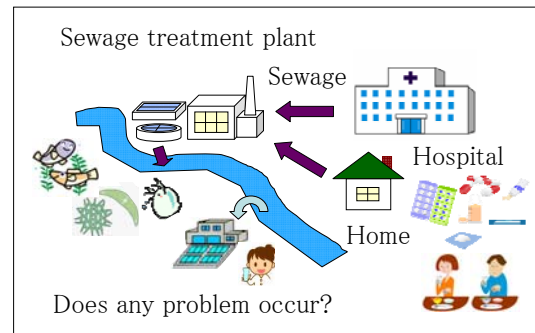 Sewage treatment plant
Sewage
Hospital
Home
Does any problem occur?